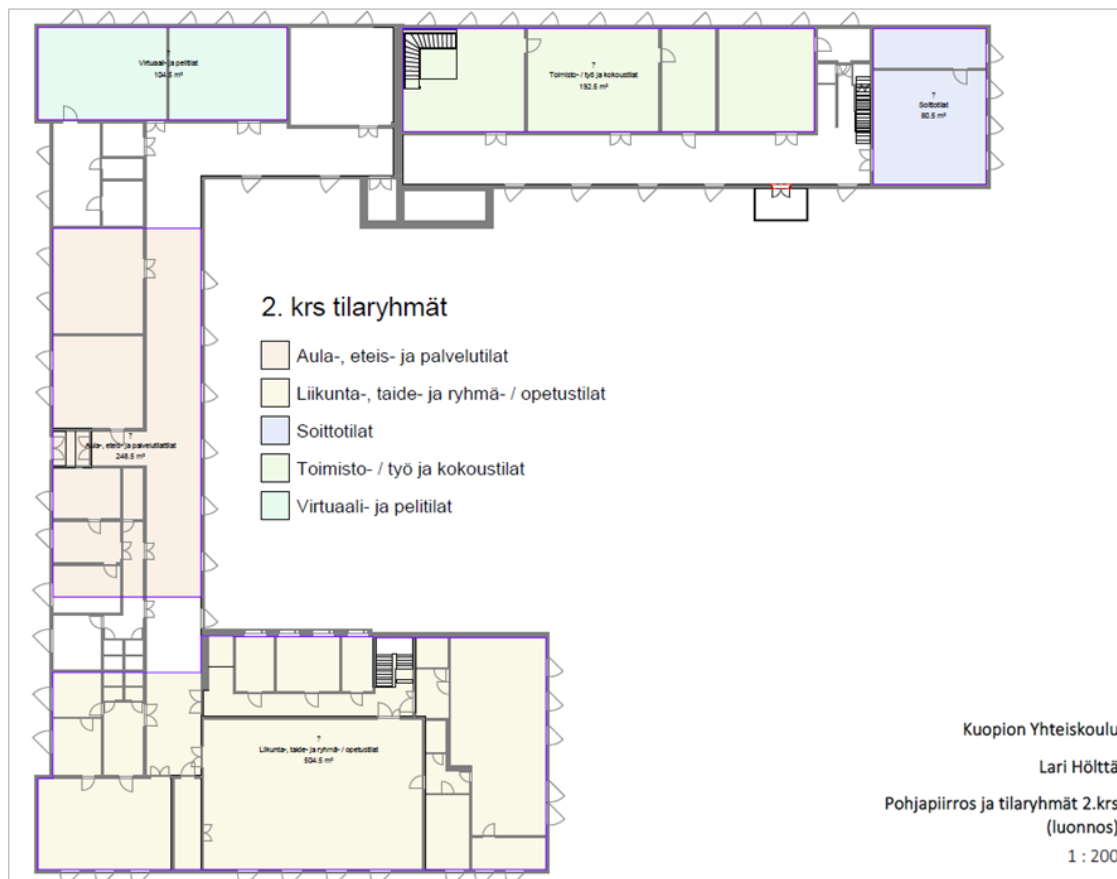 ?
Virtuaali- ja pelitilat
104.5 m²
?
Toimisto- / työ ja kokoustilat
192.5 m²
?
Soittotilat
80.5 m²
2. krs tilaryhmät
Aula-, eteis- ja palvelutilat
Liikunta-, taide- ja ryhmä- / opetustilat
Soittotilat
Toimisto- / työ ja kokoustilat
Virtuaali- ja pelitilat
?
Aula-, eteis- ja palvelutilattilat
248.5 m²
?
Liikunta-, taide- ja ryhmä- / opetustilat
504.5 m²
Kuopion Yhteiskoulu
Lari Hölttä
Pohjapiirros ja tilaryhmät 2.krs
(luonnos)
1 : 200